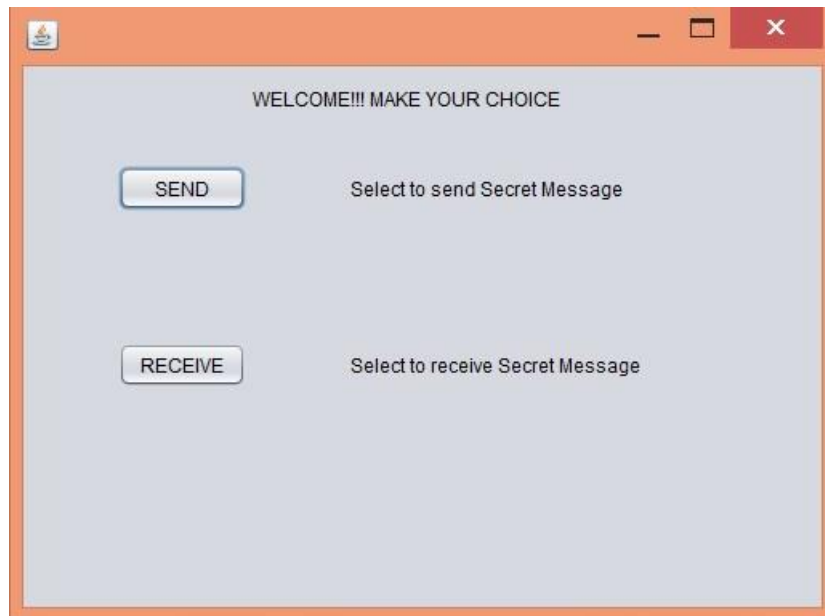 WELCOME!!! MAKE YOUR CHOICE
SEND Select to send Secret Message
RECEIVE Select to receive Secret Message